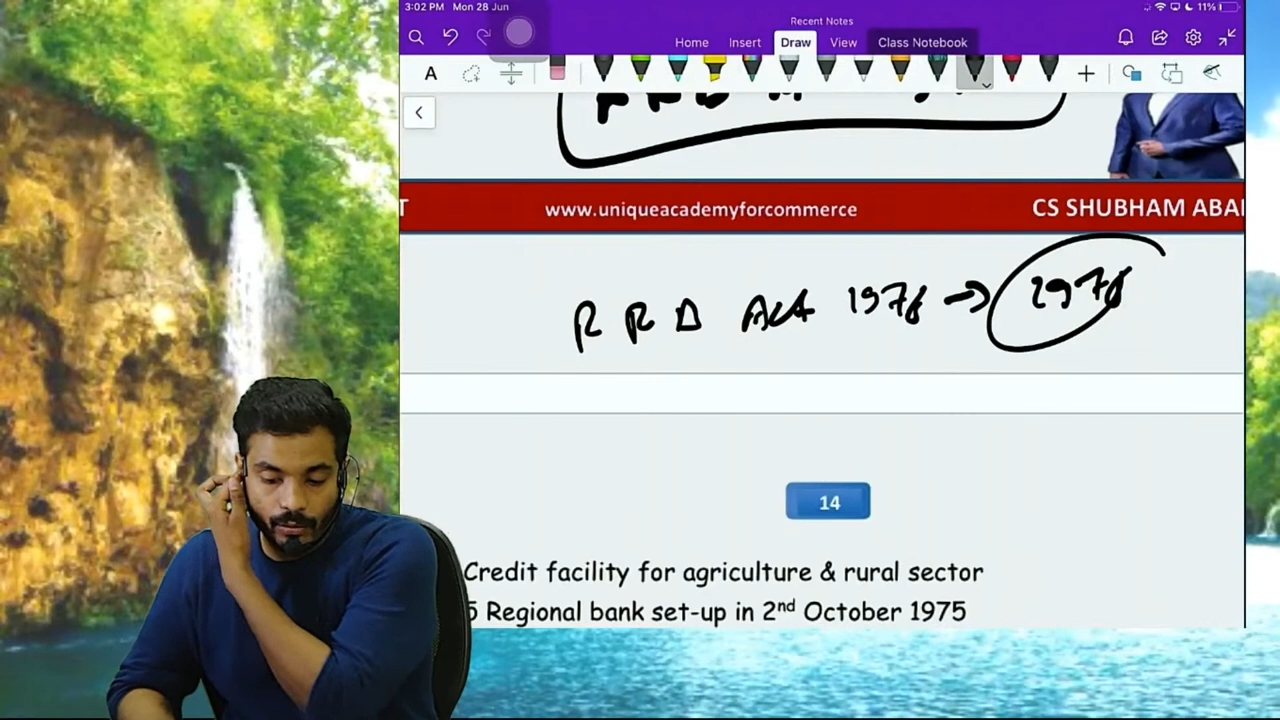 3:02 PM Mon 28 Jun
11%
Recent Notes
Home Insert Draw View Class Notebook
A
T www.uniqueacademyforcommerce CS SHUBHAM ABA
R R B Act 1976 →
14
Credit facility for agriculture & rural sector
5 Regional bank set-up in 2nd October 1975